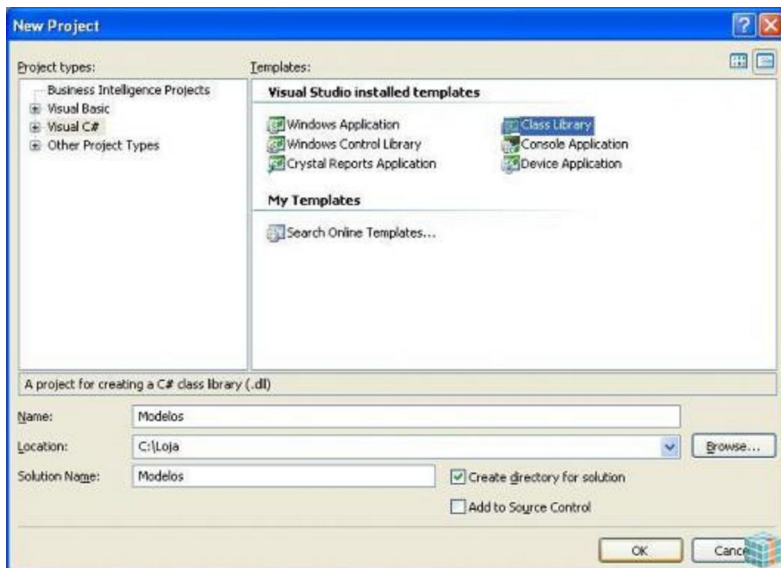 New Project
Project types:
Templates:
Business Intelligence Projects
Visual Basic
Visual C#
Other Project Types
Visual Studio installed templates
Windows Application
Class Library
Windows Control Library
Console Application
Crystal Reports Application
Device Application
My Templates
Search Online Templates...
A project for creating a C# class library (.dll)
Name:
Modelos
Location:
C:\Loja
Browse...
Solution Name:
Modelos
Create directory for solution
Add to Source Control
OK
Cance